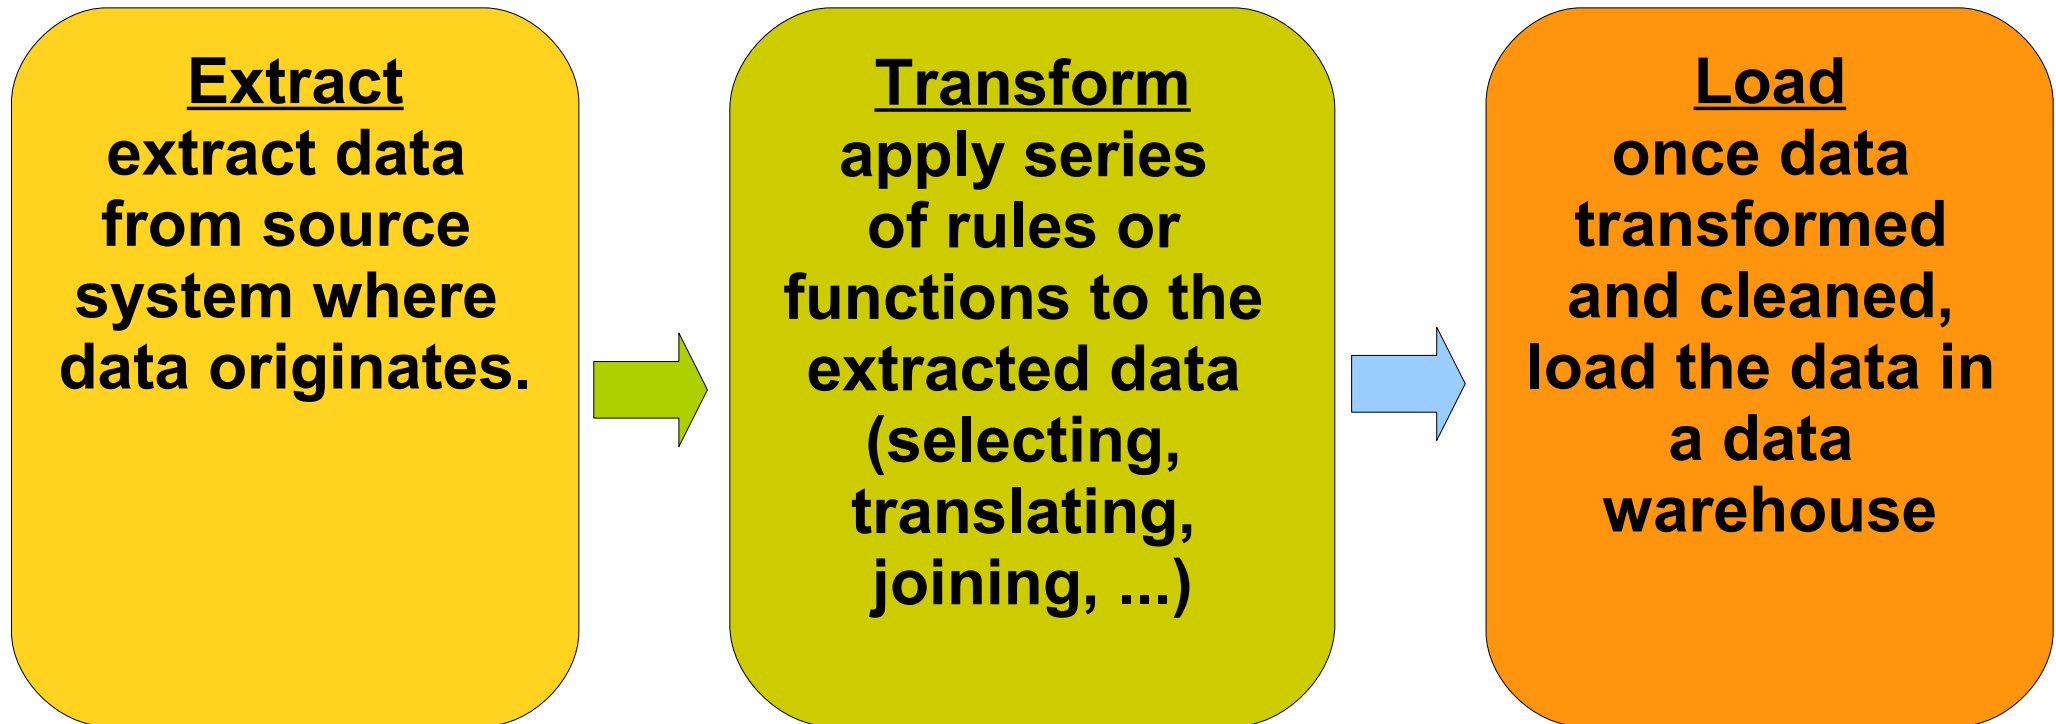 Extract
extract data
from source
system where
data originates.
Transform
apply series
of rules or
functions to the
extracted data
(selecting,
translating,
joining, ...)
Load
once data
transformed
and cleaned,
load the data in
a data
warehouse